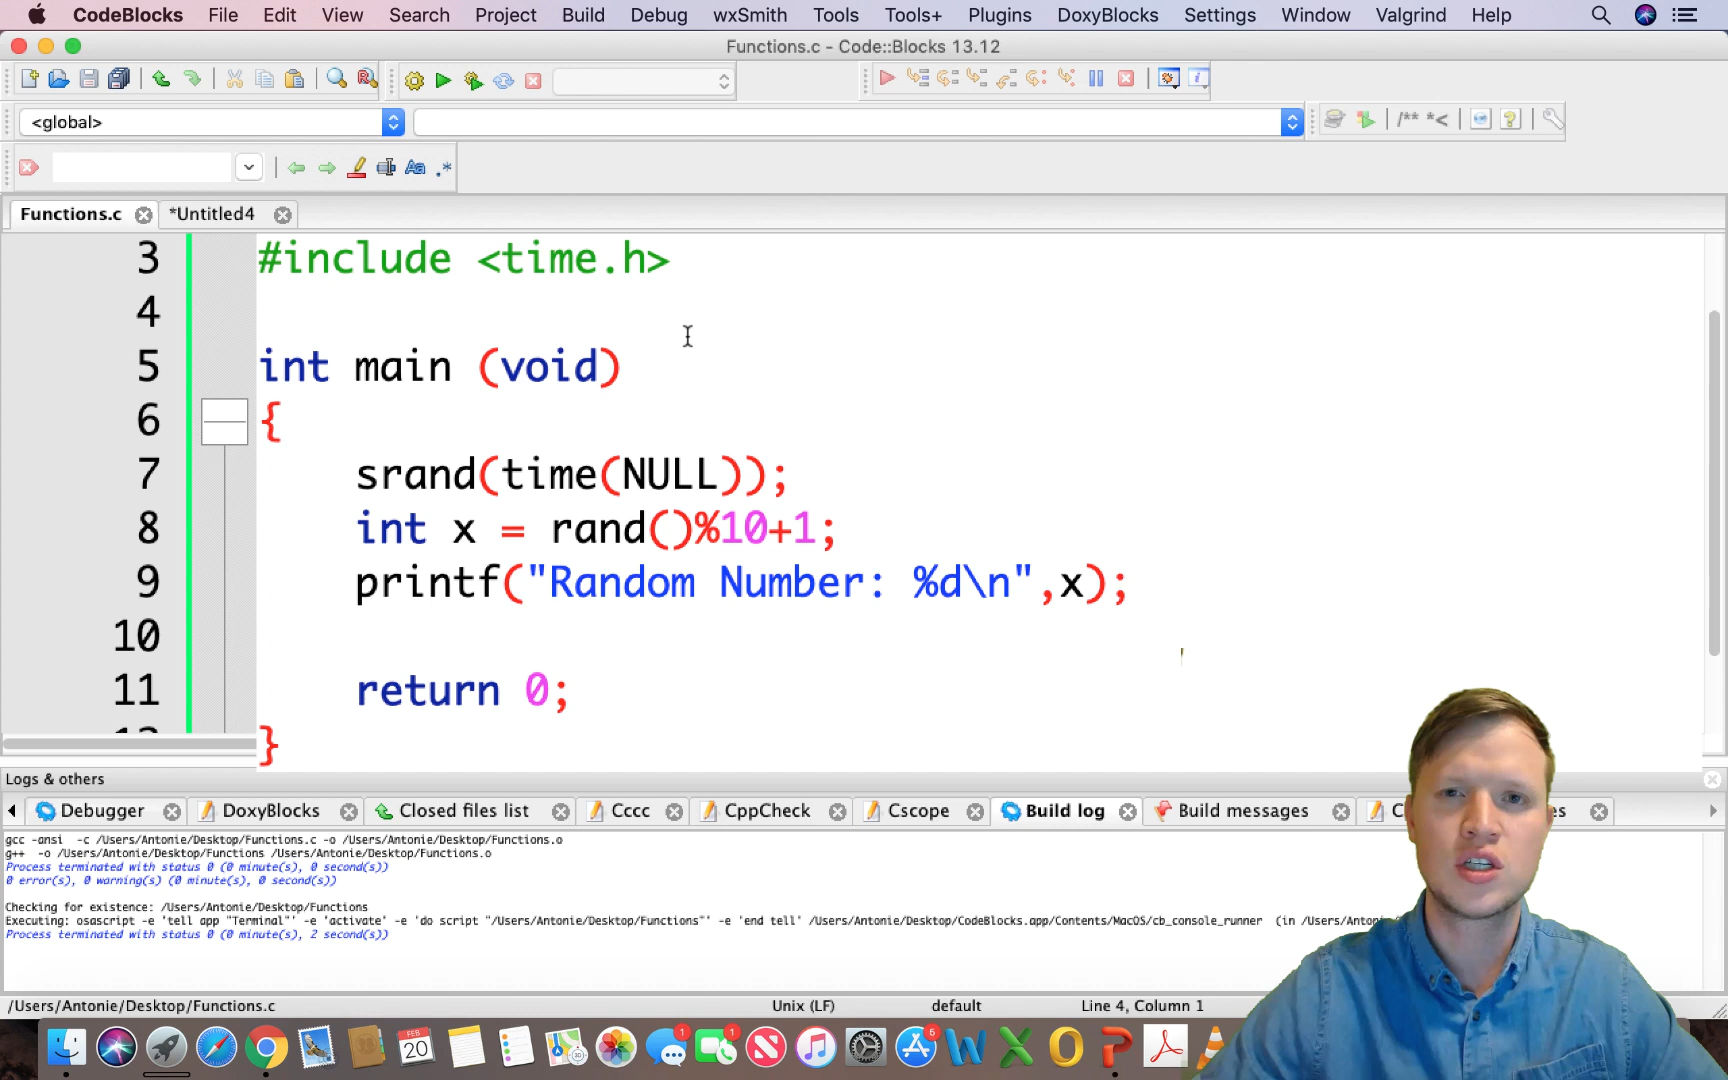 CodeBlocks File Edit View Search Project Build Debug wxSmith Tools Tools+ Plugins DoxyBlocks Settings Window Valgrind Help
Functions.c - Code::Blocks 13.12
<global>
/** *<
Aa .*
Functions.c *Untitled4
3 #include <time.h>
4
5 int main (void)
6 {
7 srand(time(NULL));
8 int x = rand()%10+1;
9 printf("Random Number: %d\n",x);
10
11 return 0;
}
Logs & others
Debugger DoxyBlocks Closed files list Cccc CppCheck Cscope Build log Build messages
gcc -ansi -c /Users/Antonie/Desktop/Functions.c -o /Users/Antonie/Desktop/Functions.o
g++ -o /Users/Antonie/Desktop/Functions /Users/Antonie/Desktop/Functions.o
Process terminated with status 0 (0 minute(s), 0 second(s))
0 error(s), 0 warning(s) (0 minute(s), 0 second(s))
Checking for existence: /Users/Antonie/Desktop/Functions
Executing: osascript -e 'tell app "Terminal"' -e 'activate' -e 'do script "/Users/Antonie/Desktop/Functions"' -e 'end tell' /Users/Antonie/Desktop/CodeBlocks.app/Contents/MacOS/cb_console_runner (in /Users/
Process terminated with status 0 (0 minute(s), 2 second(s))
/Users/Antonie/Desktop/Functions.c Unix (LF) default Line 4, Column 1
FEB
20
1
1
6